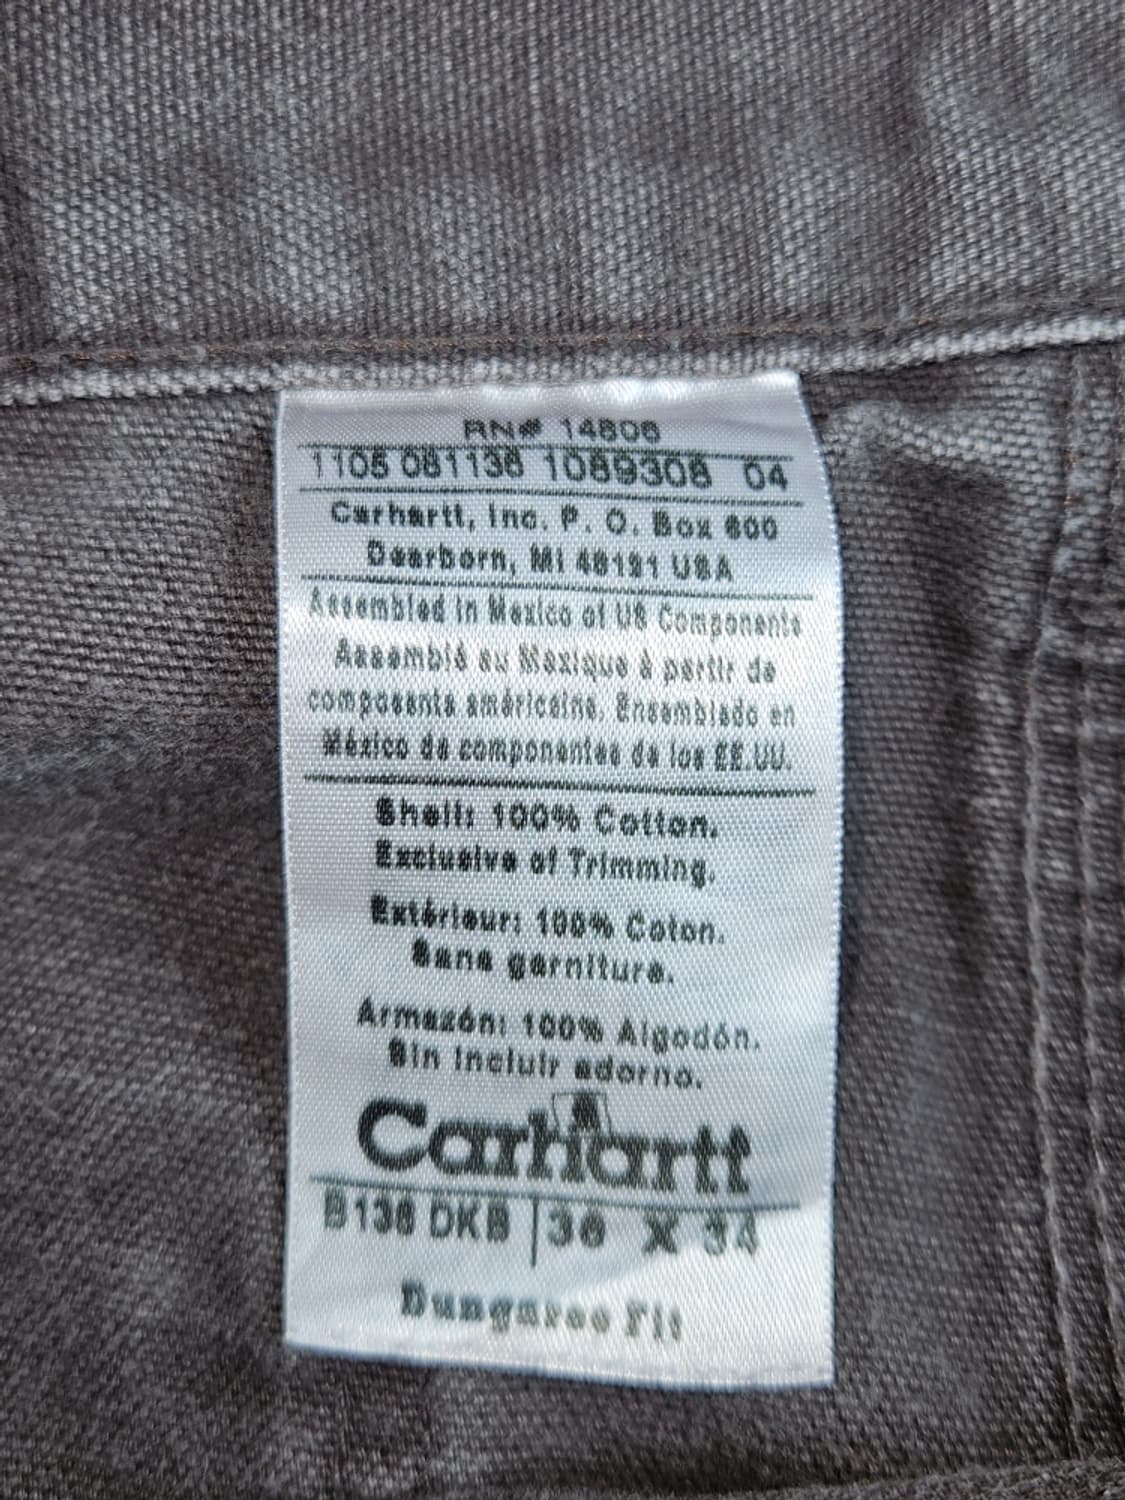 RN# 14806
1105 081136 1089308 04
Carhartt, Inc. P. O. Box 600
Dearborn, MI 48121 USA
Assembled in Mexico of US Components
Assemblé au Mexique à partir de
composants américains. Ensamblado en
México de componentes de los EE.UU.
Shell: 100% Cotton.
Exclusive of Trimming.
Extérieur: 100% Coton.
Sans garniture.
Armazón: 100% Algodón.
Sin incluir adorno.
Carhartt
B136 DKB | 36 X 34
Dungaree Fit